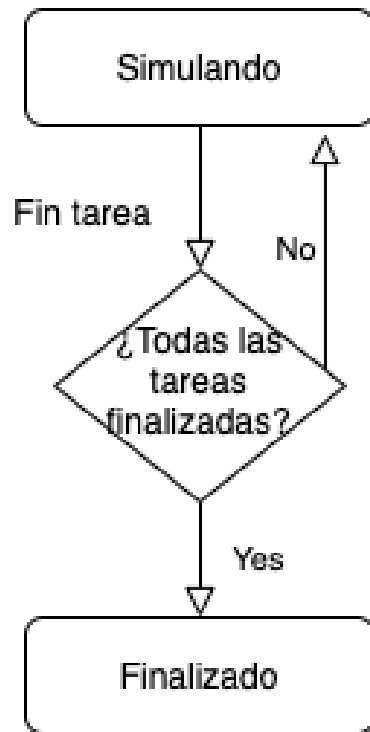 Simulando
Fin tarea
No
¿Todas las
tareas
finalizadas?
Yes
Finalizado